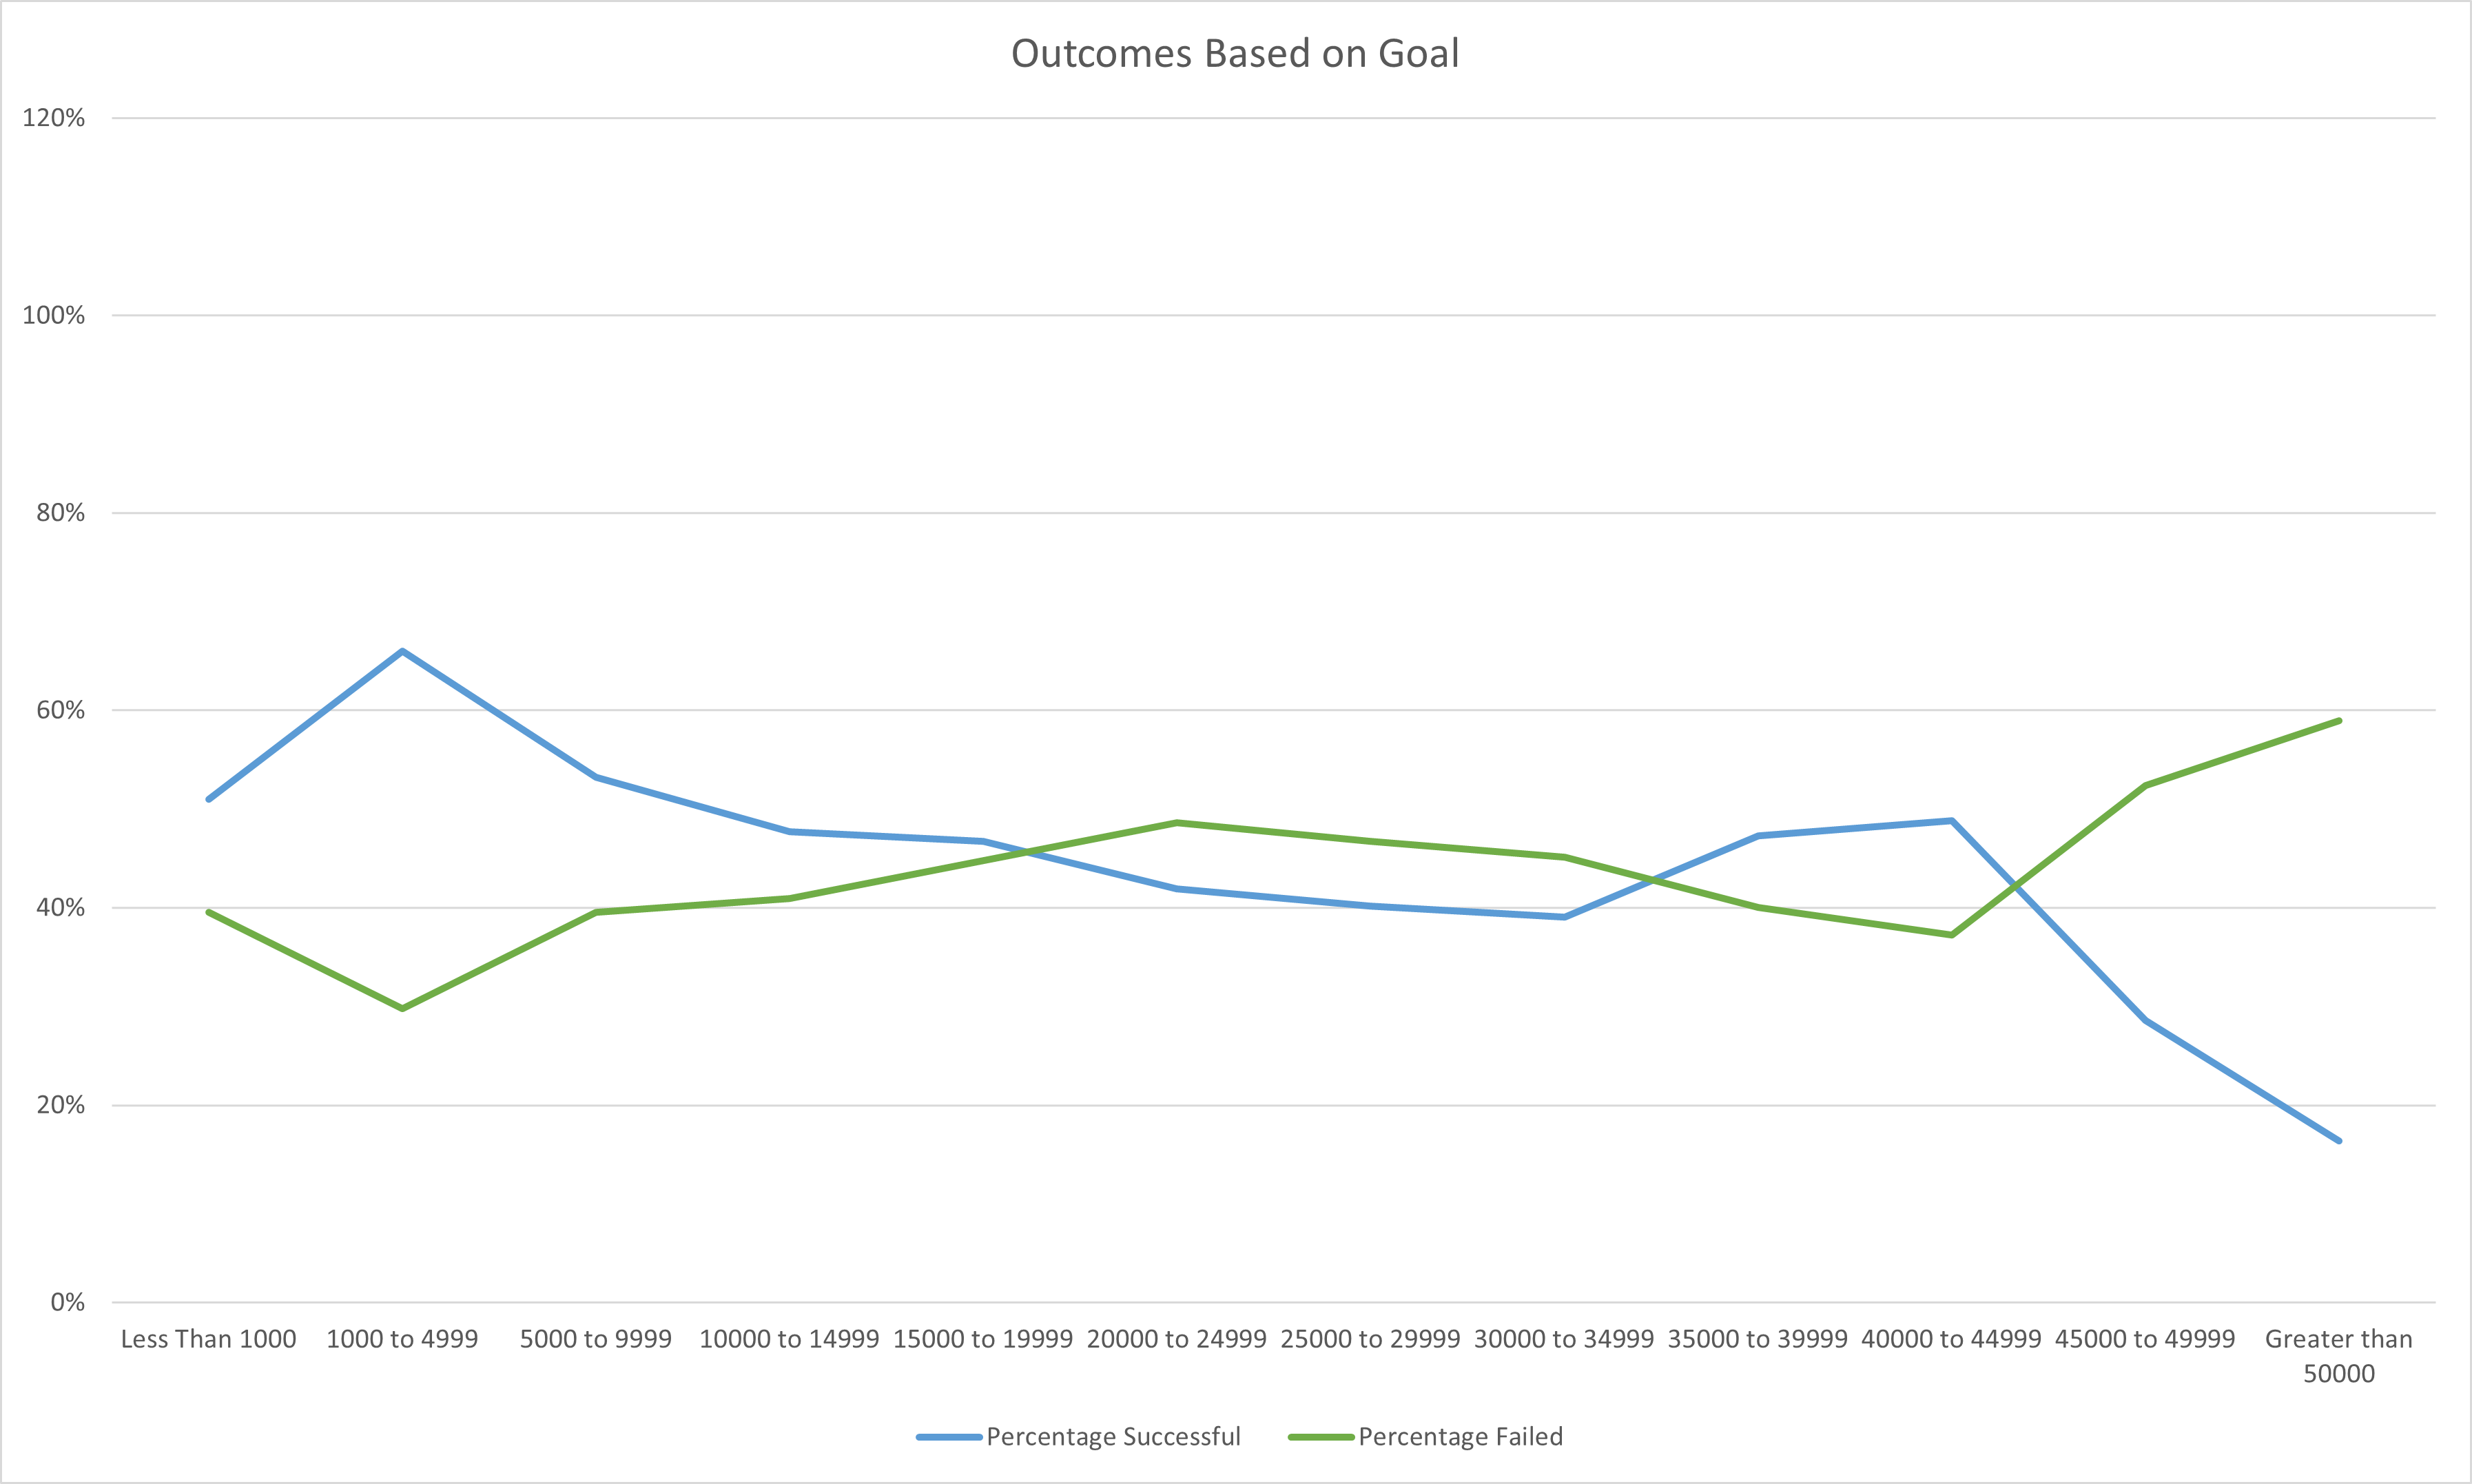 Outcomes Based on Goal
120%
100%
80%
60%
40%
20%
0%
Less Than 1000 1000 to 4999 5000 to 9999 10000 to 14999 15000 to 19999 20000 to 24999 25000 to 29999 30000 to 34999 35000 to 39999 40000 to 44999 45000 to 49999 Greater than
50000
Percentage Successful Percentage Failed